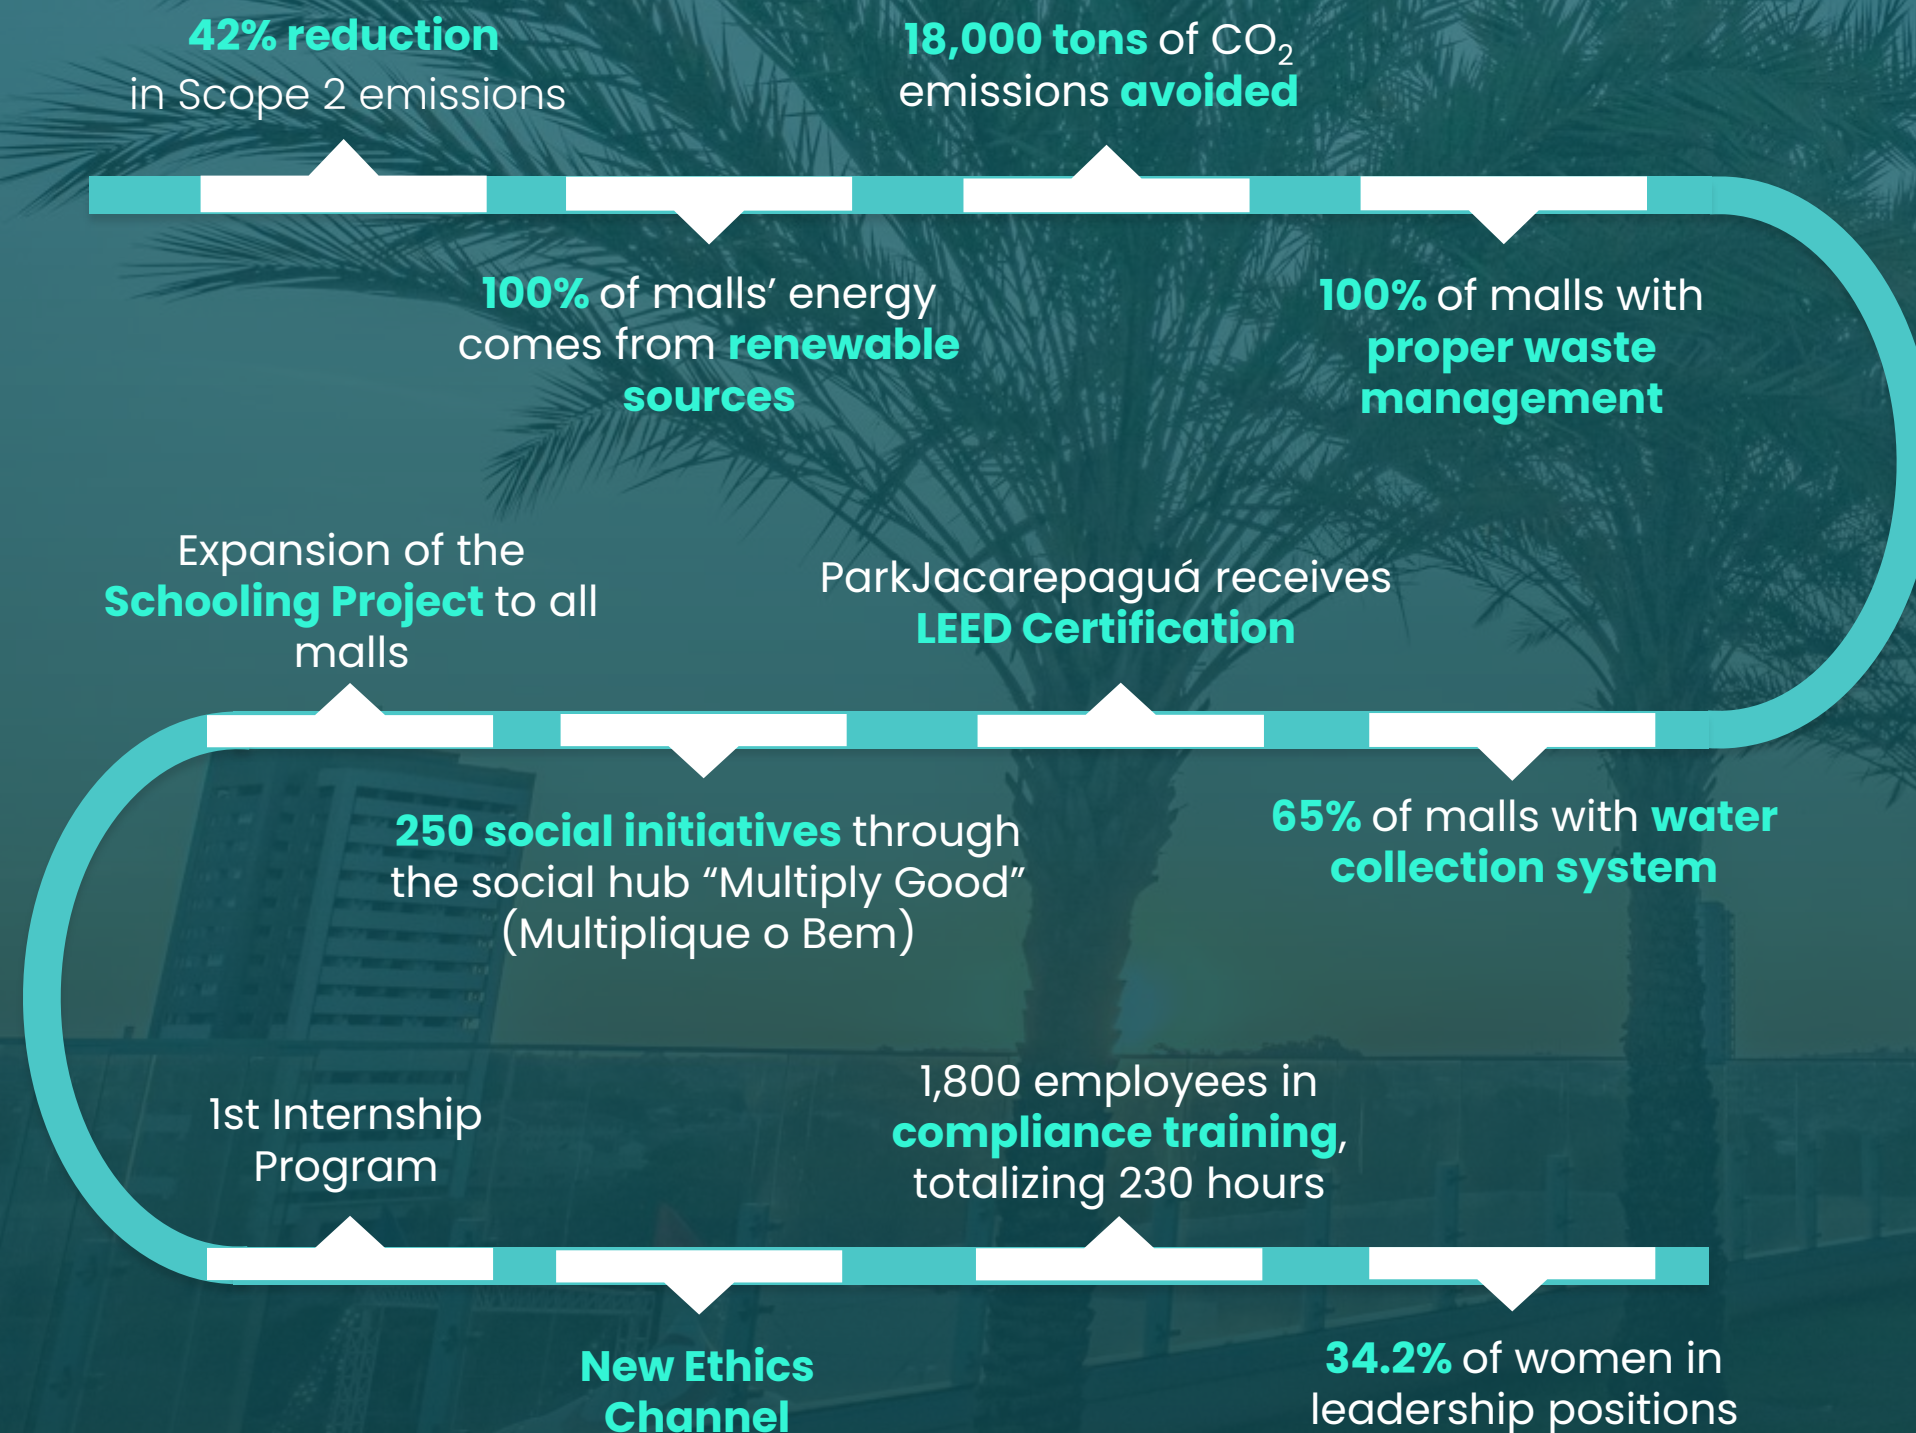 42% reduction
in Scope 2 emissions
18,000 tons of CO₂
emissions avoided
100% of malls’ energy
comes from renewable
sources
100% of malls with
proper waste
management
Expansion of the
Schooling Project to all
malls
ParkJacarepaguá receives
LEED Certification
250 social initiatives through
the social hub “Multiply Good”
(Multiplique o Bem)
65% of malls with water
collection system
1st Internship
Program
1,800 employees in
compliance training,
totalizing 230 hours
New Ethics
Channel
34.2% of women in
leadership positions